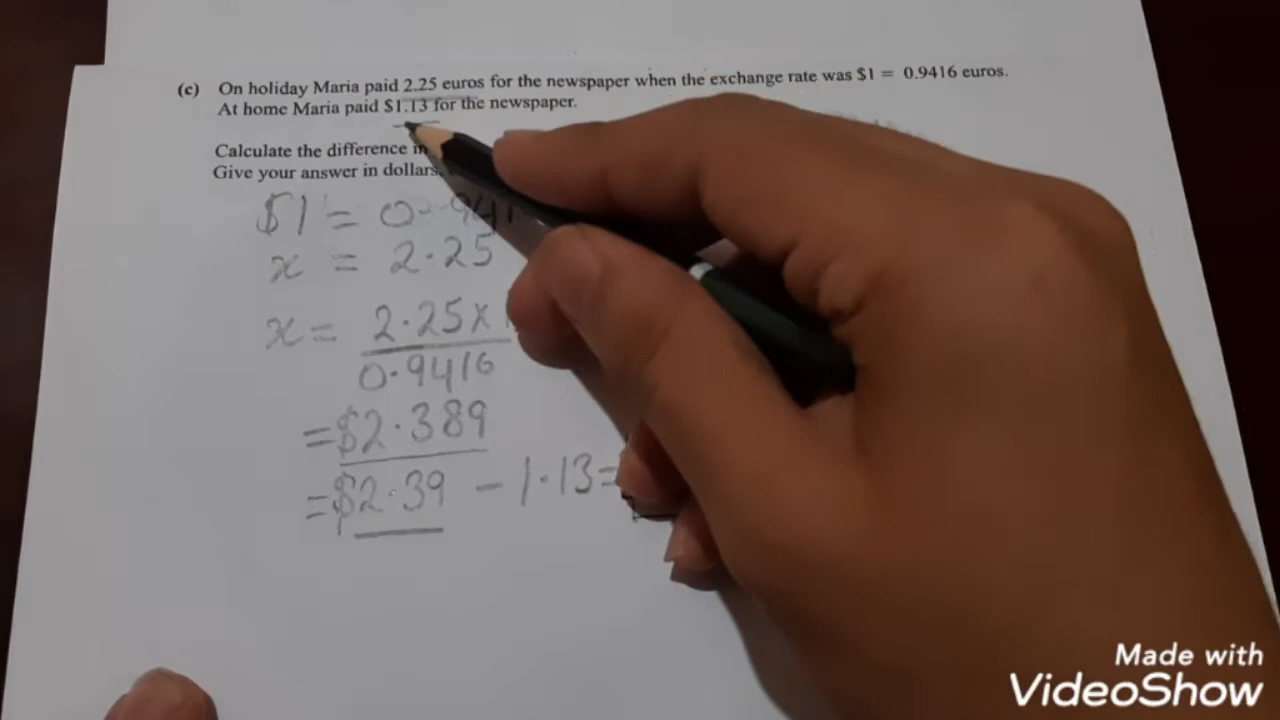 (c) On holiday Maria paid 2.25 euros for the newspaper when the exchange rate was $1 = 0.9416 euros.
At home Maria paid $1.13 for the newspaper.
Calculate the difference in
Give your answer in dollars,
$1 = 0.941
x = 2.25
x = 2.25 x
0.9416
= $2.389
= $2.39 - 1.13 =
Made with
VideoShow